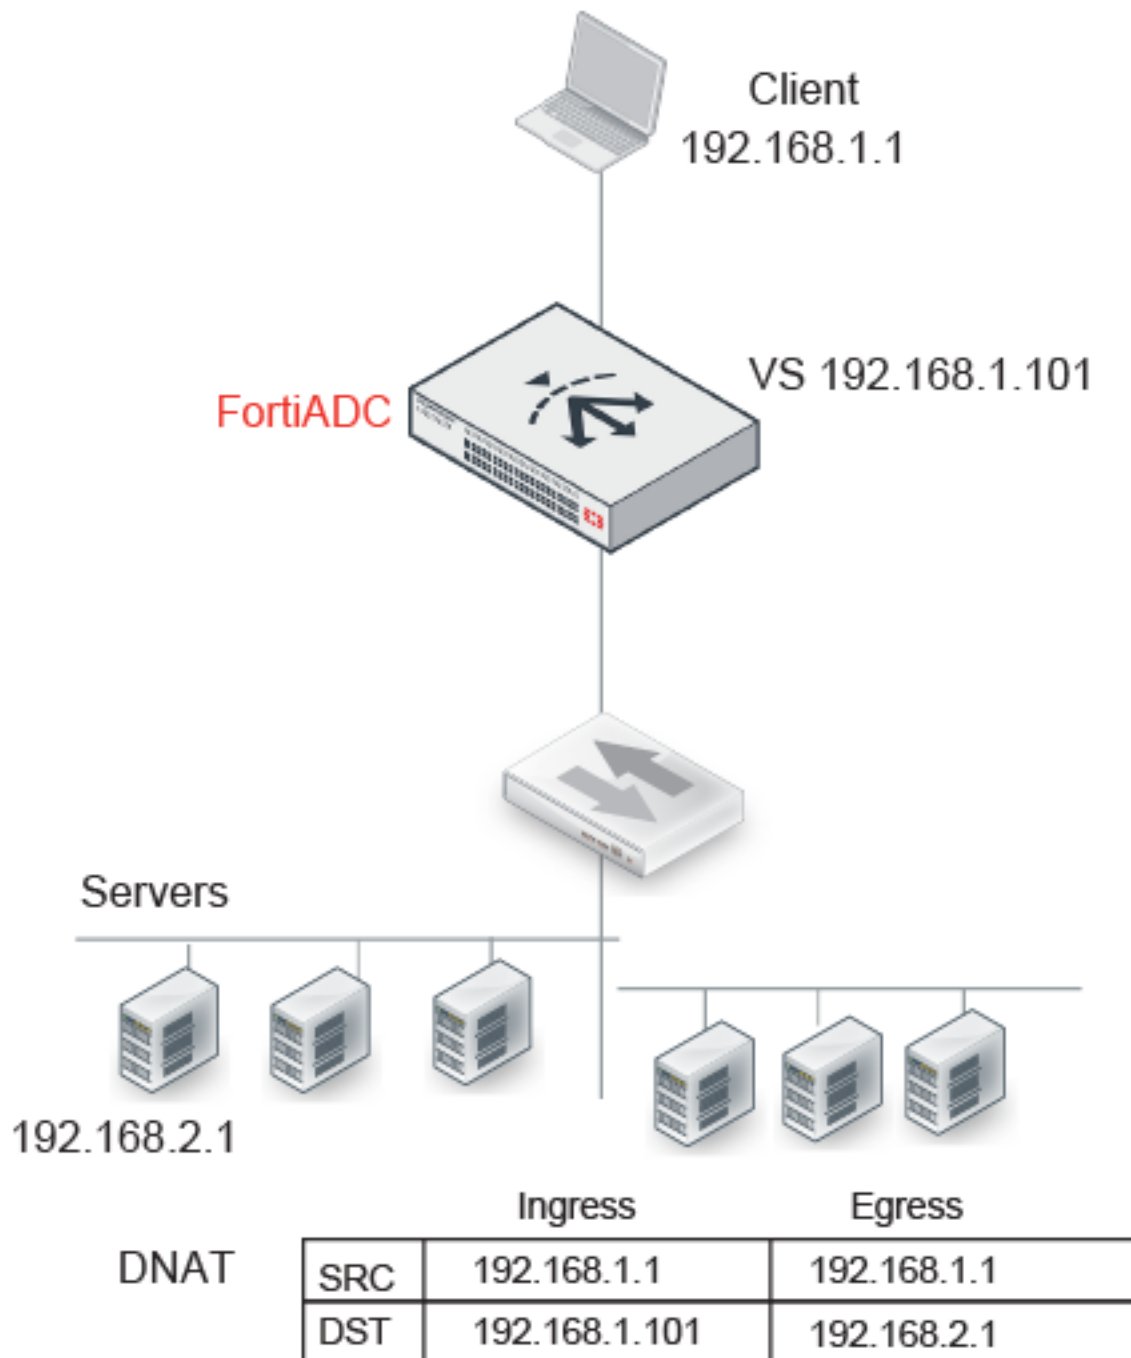 Client
192.168.1.1
VS 192.168.1.101
FortiADC
Servers
192.168.2.1
Ingress Egress
DNAT
SRC 192.168.1.1 192.168.1.1
DST 192.168.1.101 192.168.2.1